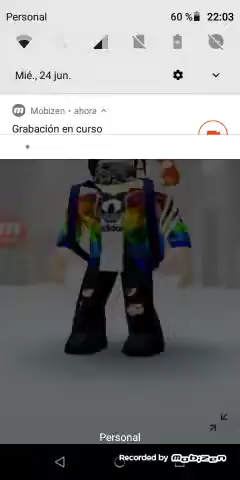 Personal 60 % 22:03
Mié., 24 jun.
Mobizen • ahora
Grabación en curso
adidas
Personal
Recorded by Mobizen